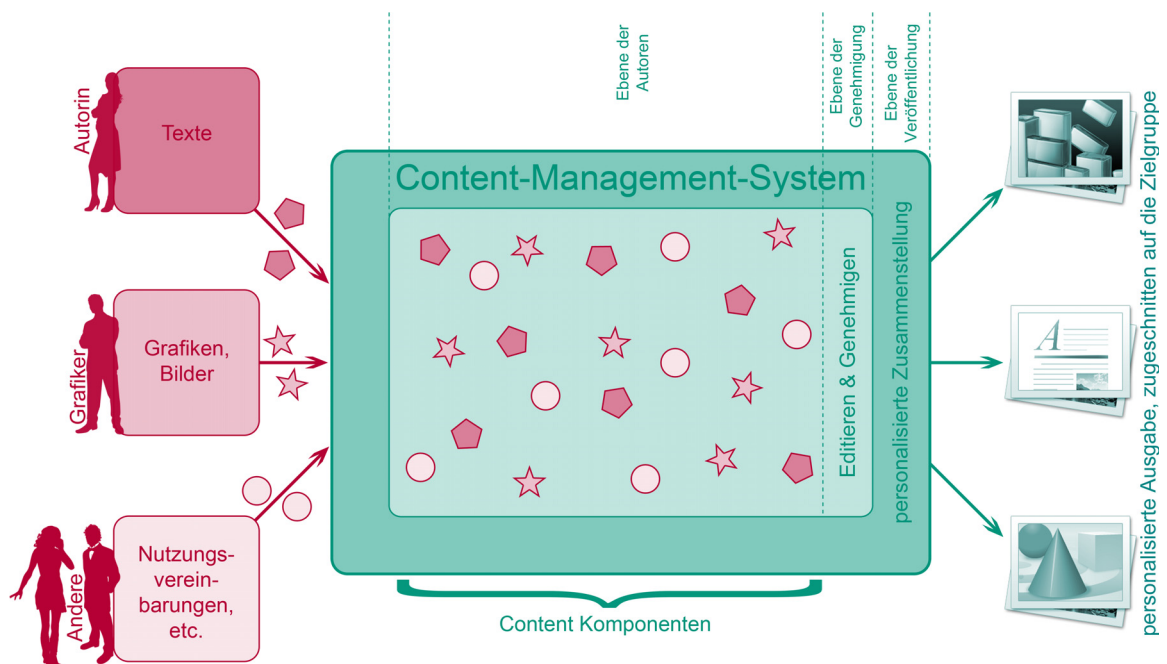 Ebene der
Autoren
Ebene der
Genehmigung
Ebene der
Veröffentlichung
Autorin
Texte
Content-Management-System
Grafiker
Grafiken,
Bilder
Editieren & Genehmigen
personalisierte Zusammenstellung
personalisierte Ausgabe, zugeschnitten auf die Zielgruppe
A
Andere
Nutzungs-
verein-
barungen,
etc.
Content Komponenten